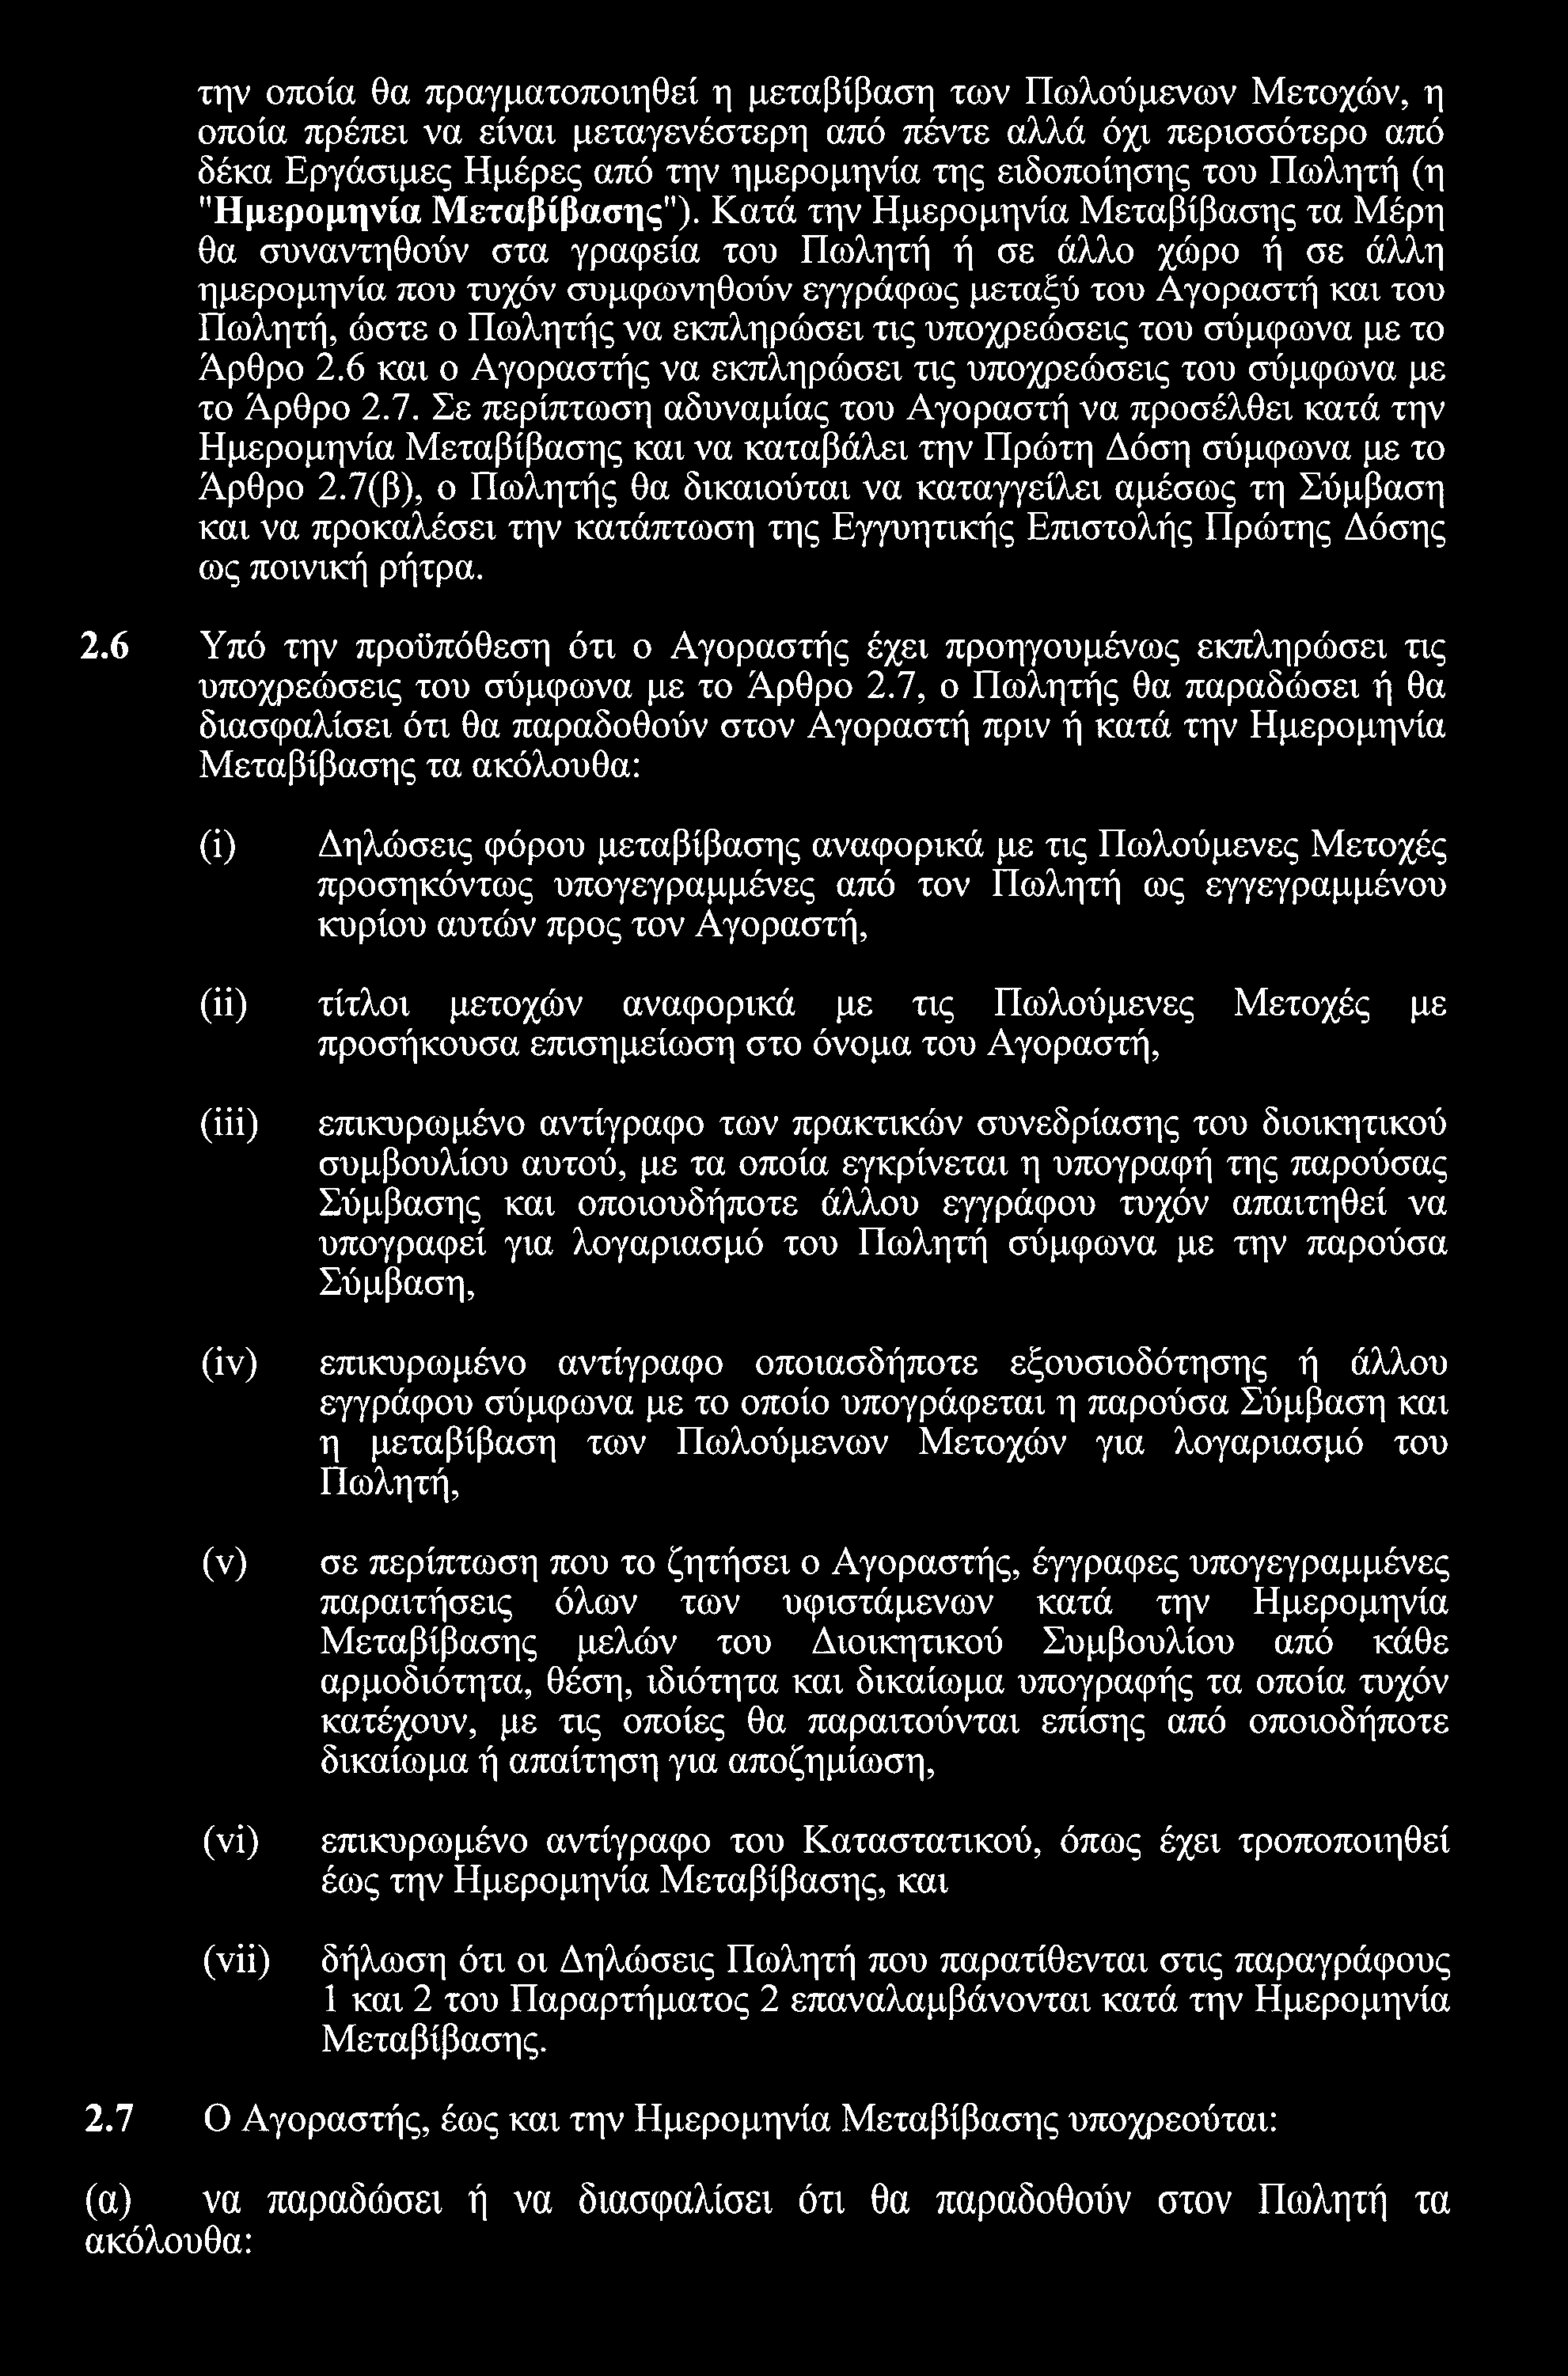 την οποία θα πραγματοποιηθεί η μεταβίβαση των Πωλούμενων Μετοχών, η
οποία πρέπει να είναι μεταγενέστερη από πέντε αλλά όχι περισσότερο από
δέκα Εργάσιμες Ημέρες από την ημερομηνία της ειδοποίησης του Πωλητή (η
"Ημερομηνία Μεταβίβασης"). Κατά την Ημερομηνία Μεταβίβασης τα Μέρη
θα συναντηθούν στα γραφεία του Πωλητή ή σε άλλο χώρο ή σε άλλη
ημερομηνία που τυχόν συμφωνηθούν εγγράφως μεταξύ του Αγοραστή και του
Πωλητή, ώστε ο Πωλητής να εκπληρώσει τις υποχρεώσεις του σύμφωνα με το
Άρθρο 2.6 και ο Αγοραστής να εκπληρώσει τις υποχρεώσεις του σύμφωνα με
το Άρθρο 2.7. Σε περίπτωση αδυναμίας του Αγοραστή να προσέλθει κατά την
Ημερομηνία Μεταβίβασης και να καταβάλει την Πρώτη Δόση σύμφωνα με το
Άρθρο 2.7(β), ο Πωλητής θα δικαιούται να καταγγείλει αμέσως τη Σύμβαση
και να προκαλέσει την κατάπτωση της Εγγυητικής Επιστολής Πρώτης Δόσης
ως ποινική ρήτρα.
2.6 Υπό την προϋπόθεση ότι ο Αγοραστής έχει προηγουμένως εκπληρώσει τις
υποχρεώσεις του σύμφωνα με το Άρθρο 2.7, ο Πωλητής θα παραδώσει ή θα
διασφαλίσει ότι θα παραδοθούν στον Αγοραστή πριν ή κατά την Ημερομηνία
Μεταβίβασης τα ακόλουθα:
(i) Δηλώσεις φόρου μεταβίβασης αναφορικά με τις Πωλούμενες Μετοχές
προσηκόντως υπογεγραμμένες από τον Πωλητή ως εγγεγραμμένου
κυρίου αυτών προς τον Αγοραστή,
(ii) τίτλοι μετοχών αναφορικά με τις Πωλούμενες Μετοχές με
προσήκουσα επισημείωση στο όνομα του Αγοραστή,
(iii) επικυρωμένο αντίγραφο των πρακτικών συνεδρίασης του διοικητικού
συμβουλίου αυτού, με τα οποία εγκρίνεται η υπογραφή της παρούσας
Σύμβασης και οποιουδήποτε άλλου εγγράφου τυχόν απαιτηθεί να
υπογραφεί για λογαριασμό του Πωλητή σύμφωνα με την παρούσα
Σύμβαση,
(iv) επικυρωμένο αντίγραφο οποιασδήποτε εξουσιοδότησης ή άλλου
εγγράφου σύμφωνα με το οποίο υπογράφεται η παρούσα Σύμβαση και
η μεταβίβαση των Πωλούμενων Μετοχών για λογαριασμό του
Πωλητή,
(v) σε περίπτωση που το ζητήσει ο Αγοραστής, έγγραφες υπογεγραμμένες
παραιτήσεις όλων των υφιστάμενων κατά την Ημερομηνία
Μεταβίβασης μελών του Διοικητικού Συμβουλίου από κάθε
αρμοδιότητα, θέση, ιδιότητα και δικαίωμα υπογραφής τα οποία τυχόν
κατέχουν, με τις οποίες θα παραιτούνται επίσης από οποιοδήποτε
δικαίωμα ή απαίτηση για αποζημίωση,
(vi) επικυρωμένο αντίγραφο του Καταστατικού, όπως έχει τροποποιηθεί
έως την Ημερομηνία Μεταβίβασης, και
(vii) δήλωση ότι οι Δηλώσεις Πωλητή που παρατίθενται στις παραγράφους
1 και 2 του Παραρτήματος 2 επαναλαμβάνονται κατά την Ημερομηνία
Μεταβίβασης.
2.7 Ο Αγοραστής, έως και την Ημερομηνία Μεταβίβασης υποχρεούται:
(α) να παραδώσει ή να διασφαλίσει ότι θα παραδοθούν στον Πωλητή τα
ακόλουθα: